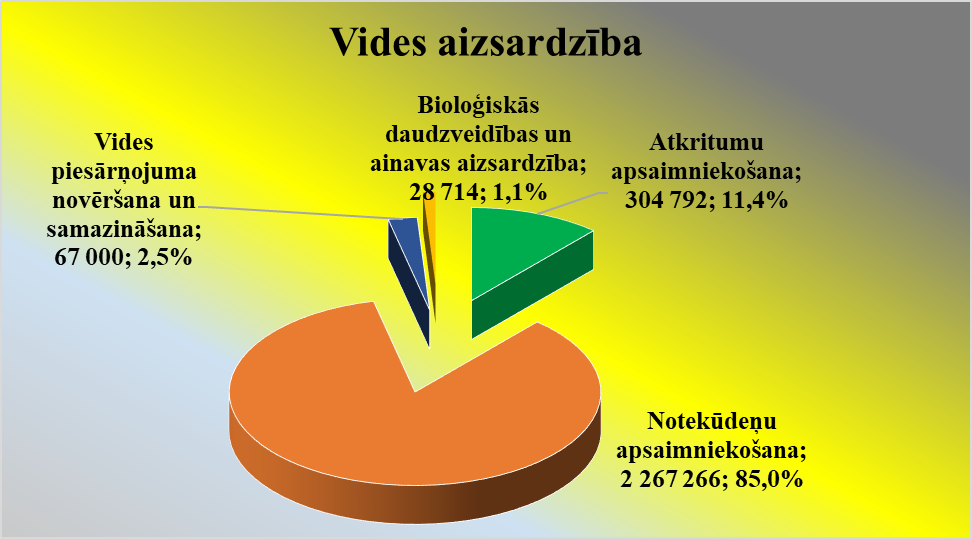 Vides aizsardzība
Bioloģiskās
daudzveidības un
ainavas aizsardzība;
28 714; 1,1%
Vides
piesārņojuma
novēršana un
samazināšana;
67 000; 2,5%
Atkritumu
apsaimniekošana;
304 792; 11,4%
Notekūdeņu
apsaimniekošana;
2 267 266; 85,0%